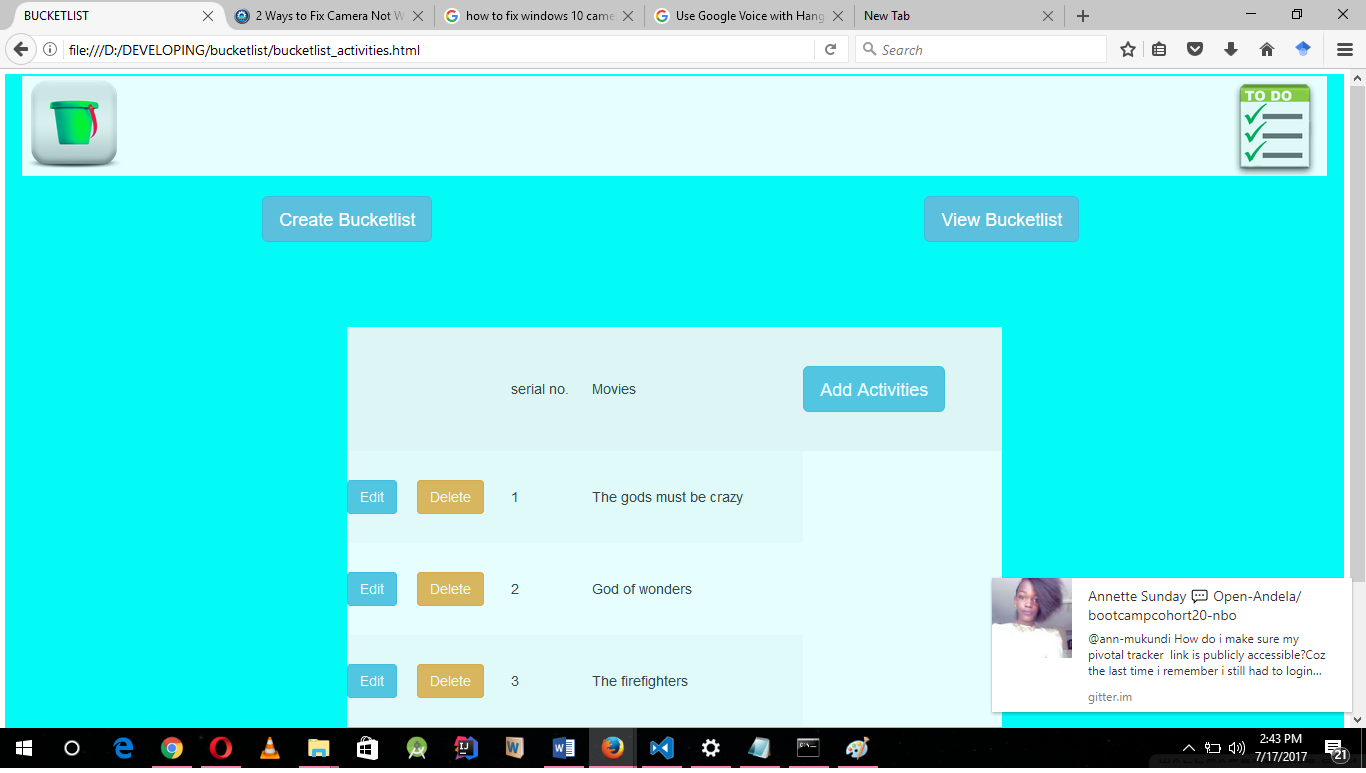 BUCKETLIST
2 Ways to Fix Camera Not W
how to fix windows 10 came
Use Google Voice with Hang
New Tab
file:///D:/DEVELOPING/bucketlist/bucketlist_activities.html
Search
TO DO
Create Bucketlist
View Bucketlist
serial no. Movies Add Activities
Edit Delete 1 The gods must be crazy
Edit Delete 2 God of wonders
Edit Delete 3 The firefighters
Annette Sunday 💬 Open-Andela/
bootcampcohort20-nbo
@ann-mukundi How do i make sure my
pivotal tracker link is publicly accessible?Coz
the last time i remember i still had to login...
gitter.im
2:43 PM
7/17/2017
21